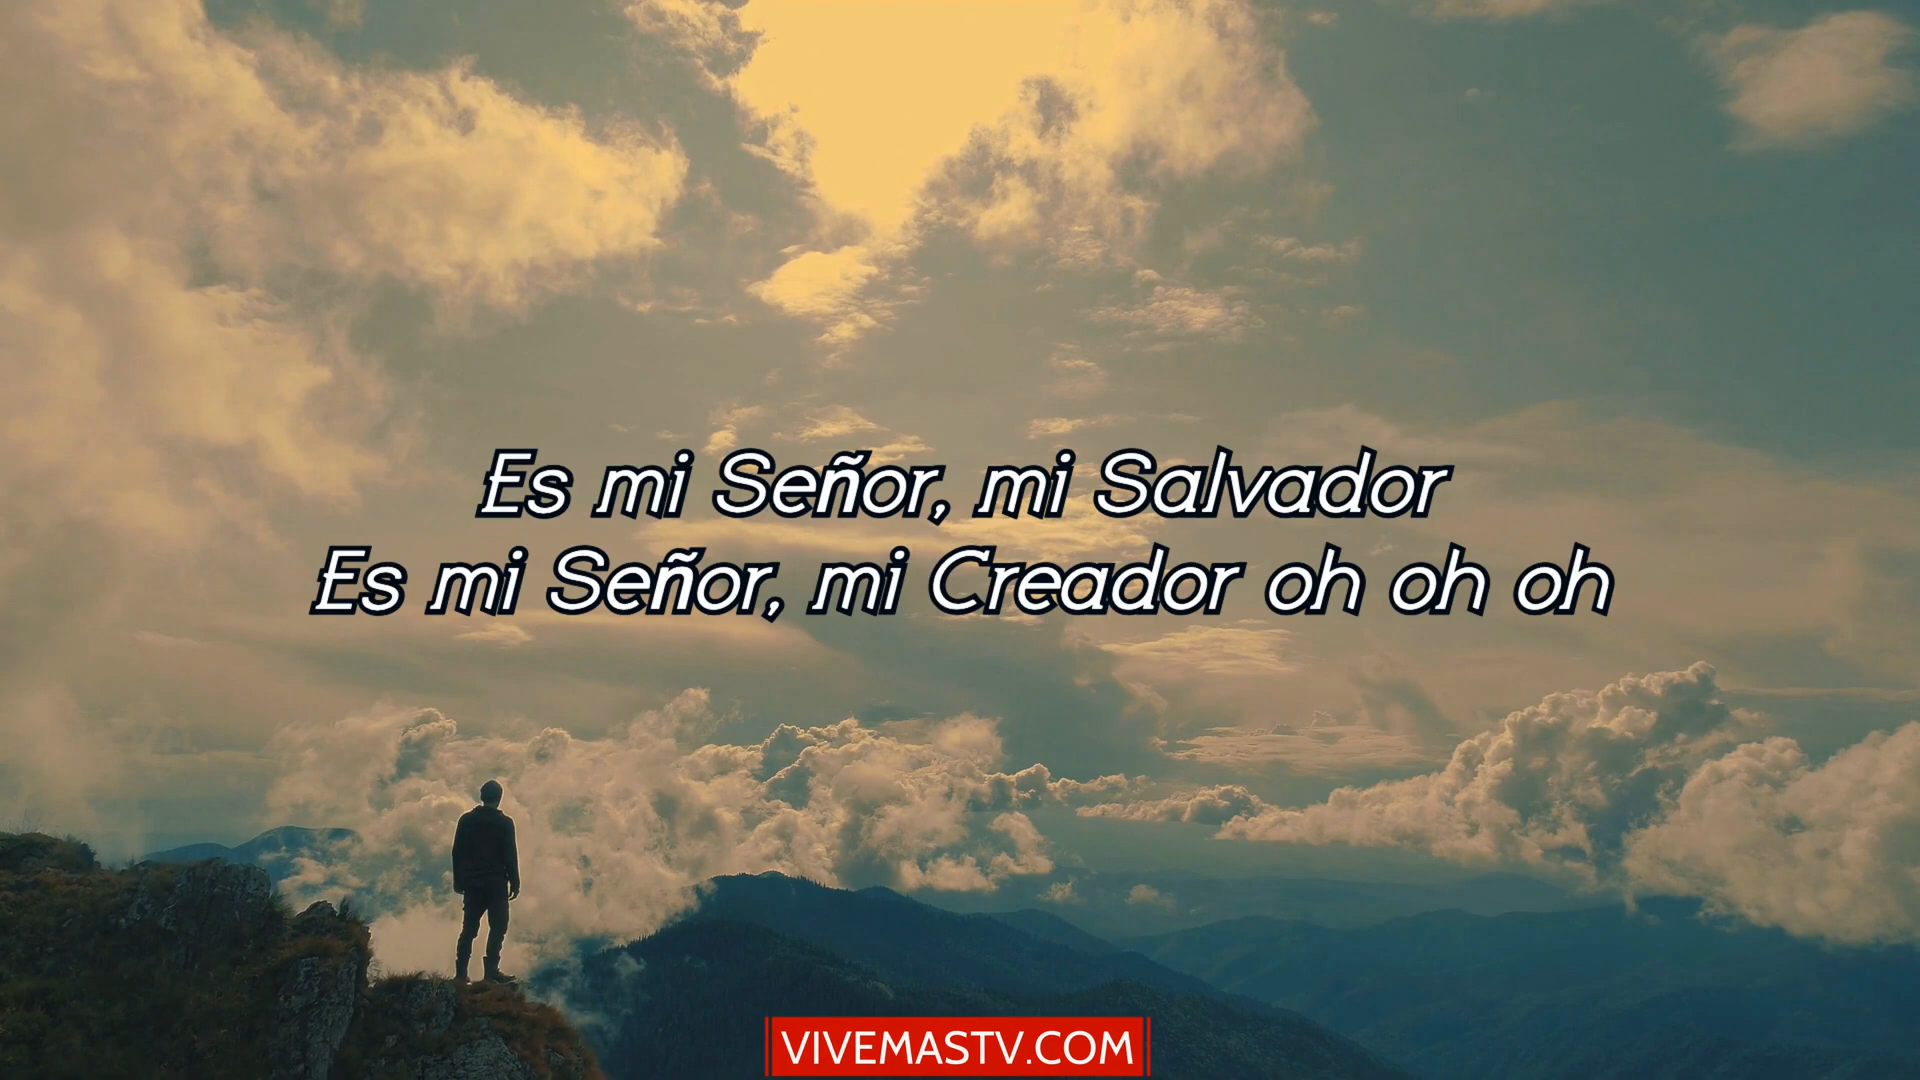 Es mi Señor, mi Salvador
Es mi Señor, mi Creador oh oh oh
VIVEMASTV.COM